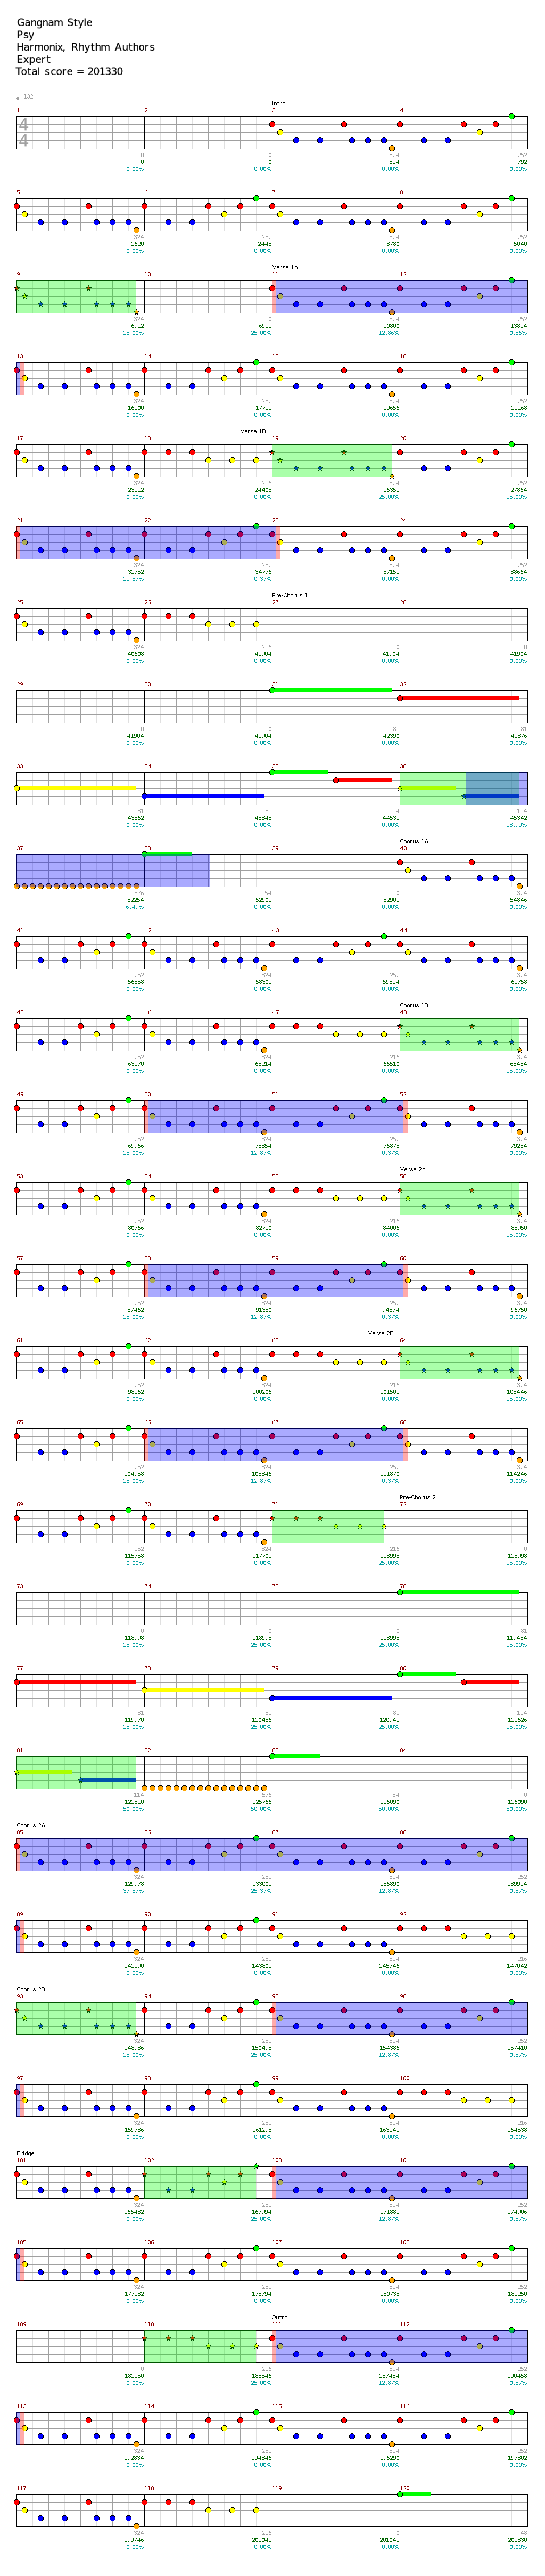 Gangnam Style
Psy
Harmonix, Rhythm Authors
Expert
Total score = 201330
♩=132
Intro
1 2 3 4
4
4
0 0 324 252
0 0 324 792
0.00% 0.00% 0.00% 0.00%
5 6 7 8
324 252 324 252
1620 2448 3780 5040
0.00% 0.00% 0.00% 0.00%
Verse 1A
9 10 11 12
324 0 324 252
6912 6912 10800 13824
25.00% 25.00% 12.86% 0.36%
13 14 15 16
324 252 324 252
16200 17712 19656 21168
0.00% 0.00% 0.00% 0.00%
Verse 1B
17 18 19 20
324 216 324 252
23112 24408 26352 27864
0.00% 0.00% 25.00% 25.00%
21 22 23 24
324 252 324 252
31752 34776 37152 38664
12.87% 0.37% 0.00% 0.00%
Pre-Chorus 1
25 26 27 28
324 216 0 0
40608 41904 41904 41904
0.00% 0.00% 0.00% 0.00%
29 30 31 32
0 0 81 81
41904 41904 42390 42876
0.00% 0.00% 0.00% 0.00%
33 34 35 36
81 81 114 114
43362 43848 44532 45342
0.00% 0.00% 0.00% 18.99%
Chorus 1A
37 38 39 40
576 54 0 324
52254 52902 52902 54846
6.49% 0.00% 0.00% 0.00%
41 42 43 44
252 324 252 324
56358 58302 59814 61758
0.00% 0.00% 0.00% 0.00%
Chorus 1B
45 46 47 48
252 324 216 324
63270 65214 66510 68454
0.00% 0.00% 0.00% 25.00%
49 50 51 52
252 324 252 324
69966 73854 76878 79254
25.00% 12.87% 0.37% 0.00%
Verse 2A
53 54 55 56
252 324 216 324
80766 82710 84006 85950
0.00% 0.00% 0.00% 25.00%
57 58 59 60
252 324 252 324
87462 91350 94374 96750
25.00% 12.87% 0.37% 0.00%
Verse 2B
61 62 63 64
252 324 216 324
98262 100206 101502 103446
0.00% 0.00% 0.00% 25.00%
65 66 67 68
252 324 252 324
104958 108846 111870 114246
25.00% 12.87% 0.37% 0.00%
Pre-Chorus 2
69 70 71 72
252 324 216 0
115758 117702 118998 118998
0.00% 0.00% 25.00% 25.00%
73 74 75 76
0 0 0 81
118998 118998 118998 119484
25.00% 25.00% 25.00% 25.00%
77 78 79 80
81 81 81 114
119970 120456 120942 121626
25.00% 25.00% 25.00% 25.00%
81 82 83 84
114 576 54 0
122310 125766 126090 126090
50.00% 50.00% 50.00% 50.00%
Chorus 2A
85 86 87 88
324 252 324 252
129978 133002 136890 139914
37.87% 25.37% 12.87% 0.37%
89 90 91 92
324 252 324 216
142290 143802 145746 147042
0.00% 0.00% 0.00% 0.00%
Chorus 2B
93 94 95 96
324 252 324 252
148986 150498 154386 157410
25.00% 25.00% 12.87% 0.37%
97 98 99 100
324 252 324 216
159786 161298 163242 164538
0.00% 0.00% 0.00% 0.00%
Bridge
101 102 103 104
324 252 324 252
166482 167994 171882 174906
0.00% 25.00% 12.87% 0.37%
105 106 107 108
324 252 324 252
177282 178794 180738 182250
0.00% 0.00% 0.00% 0.00%
Outro
109 110 111 112
0 216 324 252
182250 183546 187434 190458
0.00% 25.00% 12.87% 0.37%
113 114 115 116
324 252 324 252
192834 194346 196290 197802
0.00% 0.00% 0.00% 0.00%
117 118 119 120
324 216 0 48
199746 201042 201042 201330
0.00% 0.00% 0.00% 0.00%